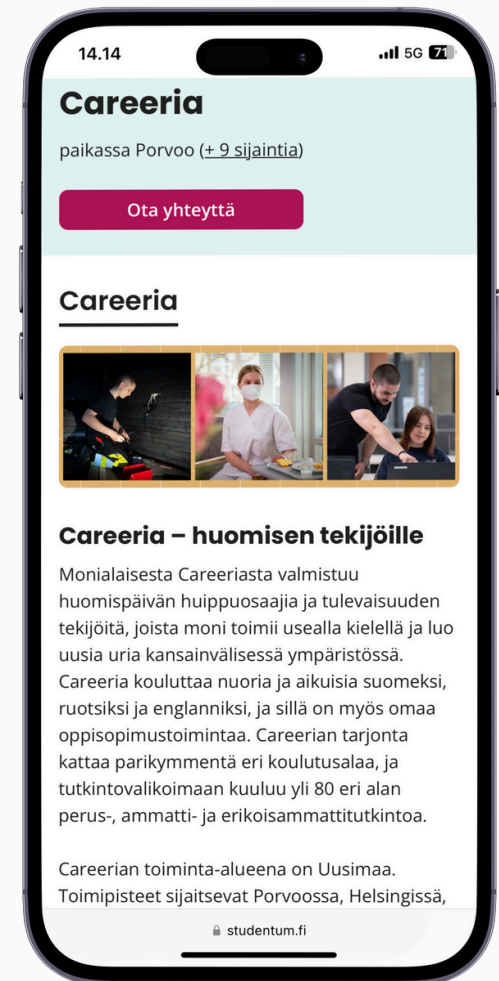 14.14
5G 71
Careeria
paikassa Porvoo (+ 9 sijaintia)
Ota yhteyttä
Careeria
Careeria – huomisen tekijöille
Monialaisesta Careeriasta valmistuu
huomispäivän huippuosaajia ja tulevaisuuden
tekijöitä, joista moni toimii usealla kielellä ja luo
uusia uria kansainvälisessä ympäristössä.
Careeria kouluttaa nuoria ja aikuisia suomeksi,
ruotsiksi ja englanniksi, ja sillä on myös omaa
oppisopimustoimintaa. Careerian tarjonta
kattaa parikymmentä eri koulutusalaa, ja
tutkintovalikoimaan kuuluu yli 80 eri alan
perus-, ammatti- ja erikoisammattitutkintoa.
Careerian toiminta-alueena on Uusimaa.
Toimipisteet sijaitsevat Porvoossa, Helsingissä,
studentum.fi